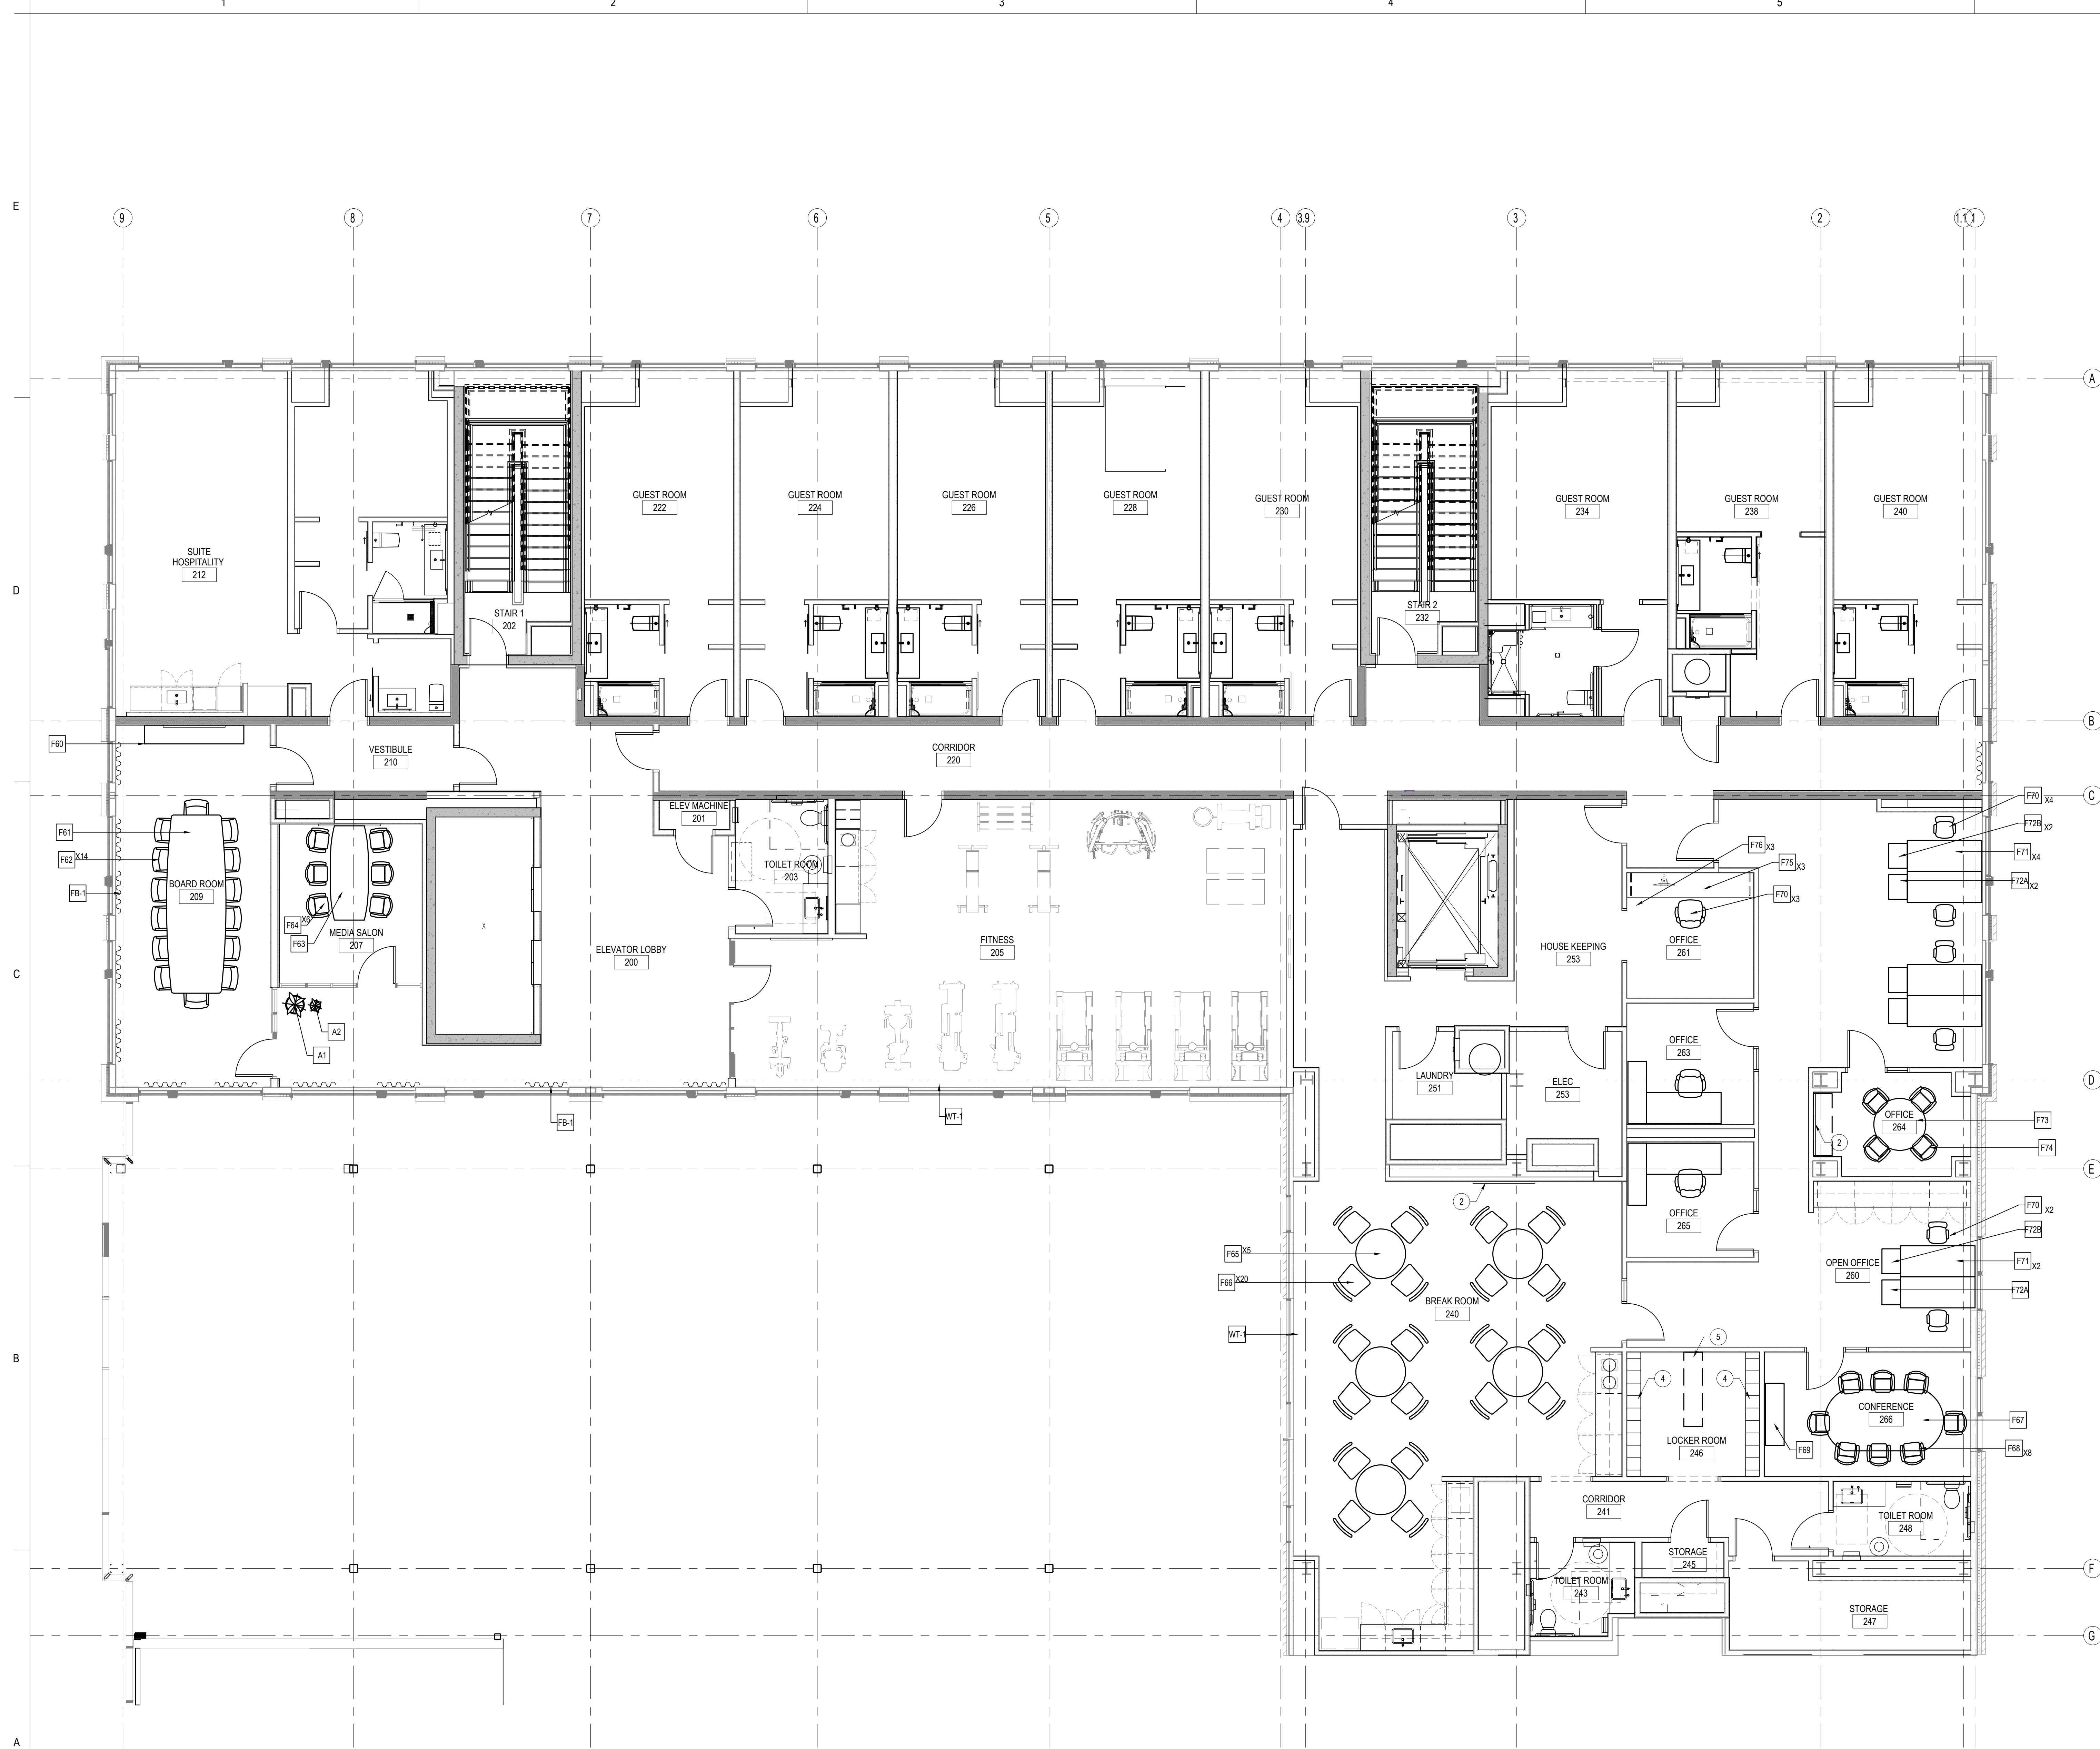 1 2 3 4 5
E
9 8 7 6 5 4 3.9 3 2 1.1 1
A
GUEST ROOM
222
GUEST ROOM
224
GUEST ROOM
226
GUEST ROOM
228
GUEST ROOM
230
GUEST ROOM
234
GUEST ROOM
238
GUEST ROOM
240
SUITE
HOSPITALITY
212
D
STAIR 1
202
STAIR 2
232
B
F60
VESTIBULE
210
CORRIDOR
220
C
ELEV MACHINE
201
F70 X4
F72B X2
F61
F62 X14
FB-1
BOARD ROOM
209
F64 X6
F63
MEDIA SALON
207
X
TOILET ROOM
203
F76 X3
F75 X3
F70 X3
F71 X4
F72A X2
ELEVATOR LOBBY
200
FITNESS
205
HOUSE KEEPING
253
OFFICE
261
C
A2
A1
OFFICE
263
LAUNDRY
251
ELEC
253
D
FB-1
WT-1
OFFICE
264
F73
2
F74
E
2
OFFICE
265
F70 X2
F72B
F65 X5
F66 X20
OPEN OFFICE
260
F71 X2
F72A
BREAK ROOM
240
WT-1
B
5
4
4
CONFERENCE
266
F67
LOCKER ROOM
246
F69
F68 X8
CORRIDOR
241
TOILET ROOM
248
STORAGE
245
F
TOILET ROOM
243
STORAGE
247
G
A